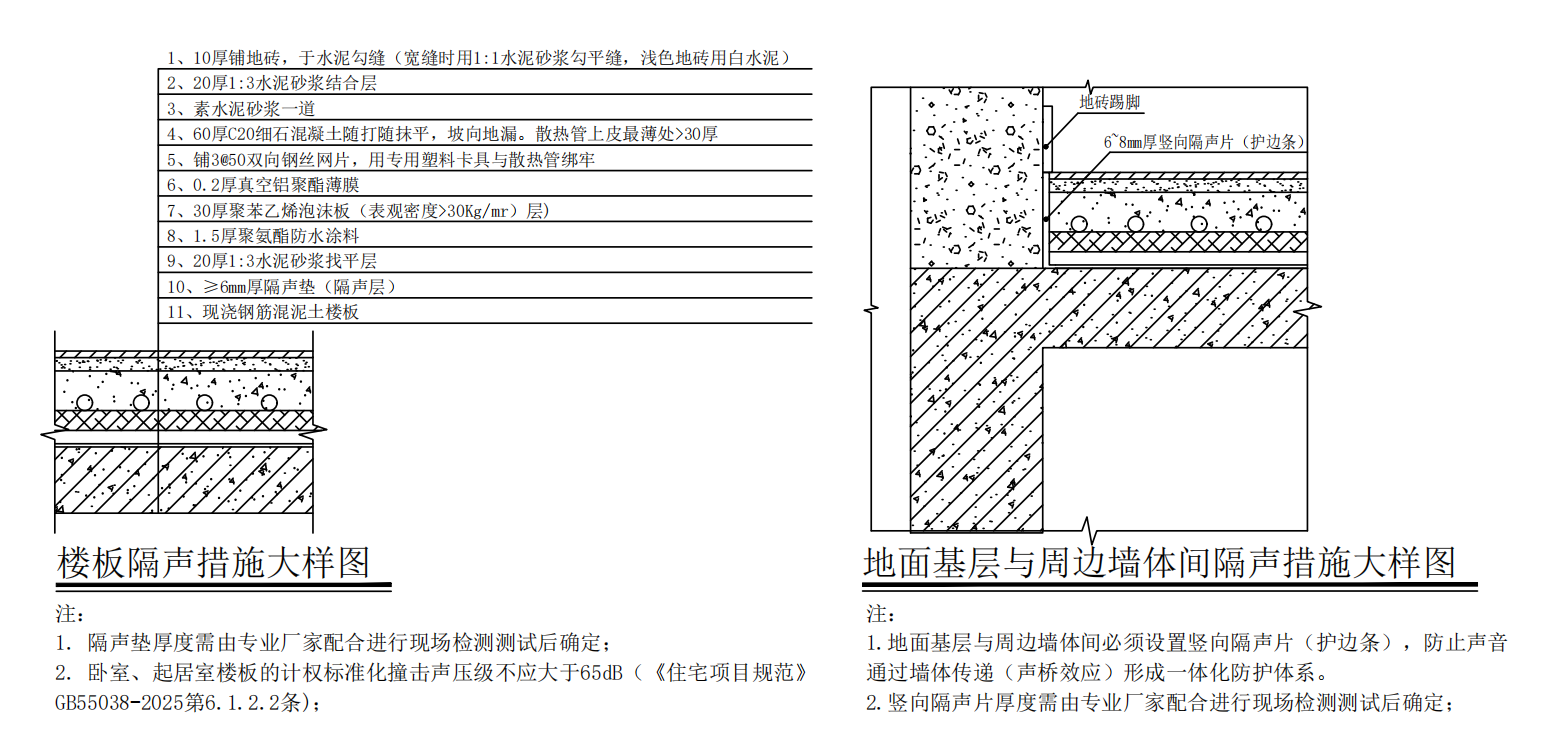 1、10厚铺地砖，于水泥勾缝（宽缝时用1:1水泥砂浆勾平缝，浅色地砖用白水泥）
2、20厚1:3水泥砂浆结合层
3、素水泥砂浆一道
4、60厚C20细石混凝土随打随抹平，坡向地漏。散热管上皮最薄处>30厚
5、铺3@50双向钢丝网片，用专用塑料卡具与散热管绑牢
6、0.2厚真空铝聚酯薄膜
7、30厚聚苯乙烯泡沫板（表观密度>30Kg/mr）层)
8、1.5厚聚氨酯防水涂料
9、20厚1:3水泥砂浆找平层
10、≥6mm厚隔声垫（隔声层）
11、现浇钢筋混泥土楼板
楼板隔声措施大样图
注：
1. 隔声垫厚度需由专业厂家配合进行现场检测测试后确定；
2. 卧室、起居室楼板的计权标准化撞击声压级不应大于65dB（《住宅项目规范》
GB55038-2025第6.1.2.2条)；
地砖踢脚
6~8mm厚竖向隔声片（护边条）
地面基层与周边墙体间隔声措施大样图
注：
1.地面基层与周边墙体间必须设置竖向隔声片（护边条），防止声音
通过墙体传递（声桥效应）形成一体化防护体系。
2.竖向隔声片厚度需由专业厂家配合进行现场检测测试后确定；